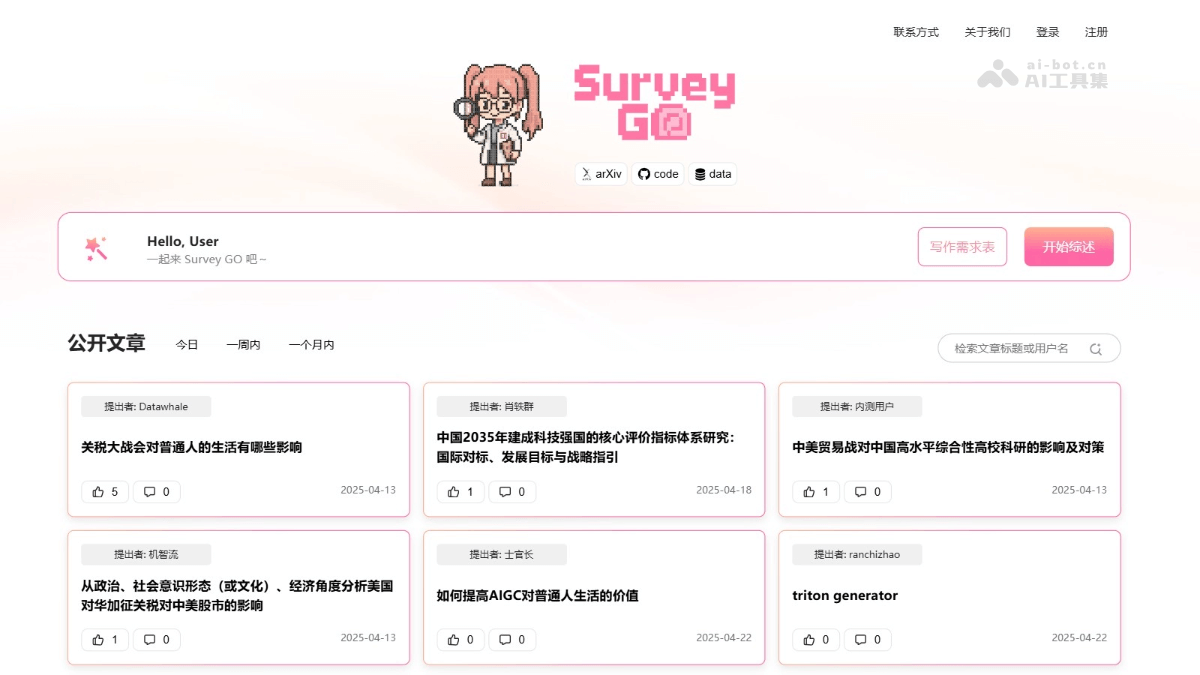 联系方式 关于我们 登录 注册
ai-bot.cn
AI工具集
Survey
GO
arXiv code data
Hello, User
一起来 Survey GO 吧~
写作需求表 开始综述
公开文章 今日 一周内 一个月内
检索文章标题或用户名
提出者: Datawhale
关税大战会对普通人的生活有哪些影响
5 0 2025-04-13
提出者: 肖轶群
中国2035年建成科技强国的核心评价指标体系研究：
国际对标、发展目标与战略指引
1 0 2025-04-18
提出者: 内测用户
中美贸易战对中国高水平综合性高校科研的影响及对策
1 0 2025-04-13
提出者: 机智流
从政治、社会意识形态（或文化）、经济角度分析美国
对华加征关税对中美股市的影响
1 0 2025-04-13
提出者: 士官长
如何提高AIGC对普通人生活的价值
0 0 2025-04-22
提出者: ranchizhao
triton generator
0 0 2025-04-22